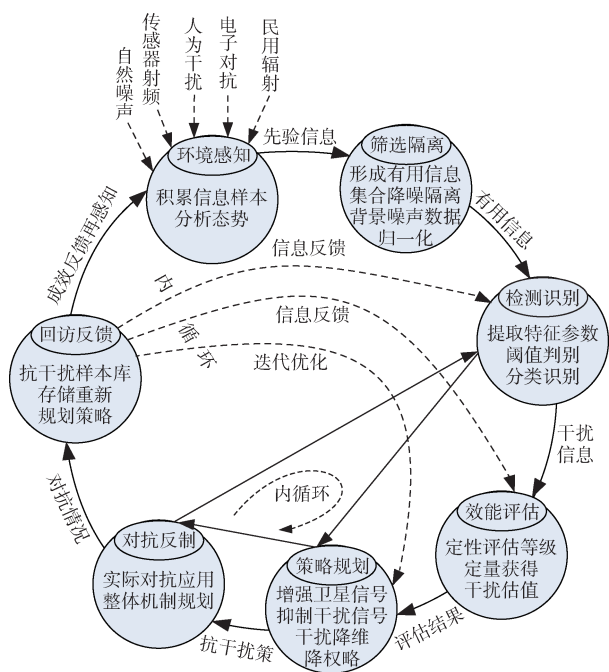 自然噪声
传感器射频
人为干扰
电子对抗
民用辐射
环境感知
积累信息样本
分析态势
先验信息
筛选隔离
形成有用信息
集合降噪隔离
背景噪声数据
归一化
有用信息
检测识别
提取特征参数
阈值判别
分类识别
干扰
信息
效能评估
定性评估等级
定量获得
干扰估值
评估结果
策略规划
增强卫星信号
抑制干扰信号
干扰降维
降权略
抗干扰策
对抗反制
实际对抗应用
整体机制规划
对抗情况
回访反馈
抗干扰样本库
存储重新
规划策略
成效反馈再感知
内循环
信息反馈
信息反馈
迭代优化
内循环